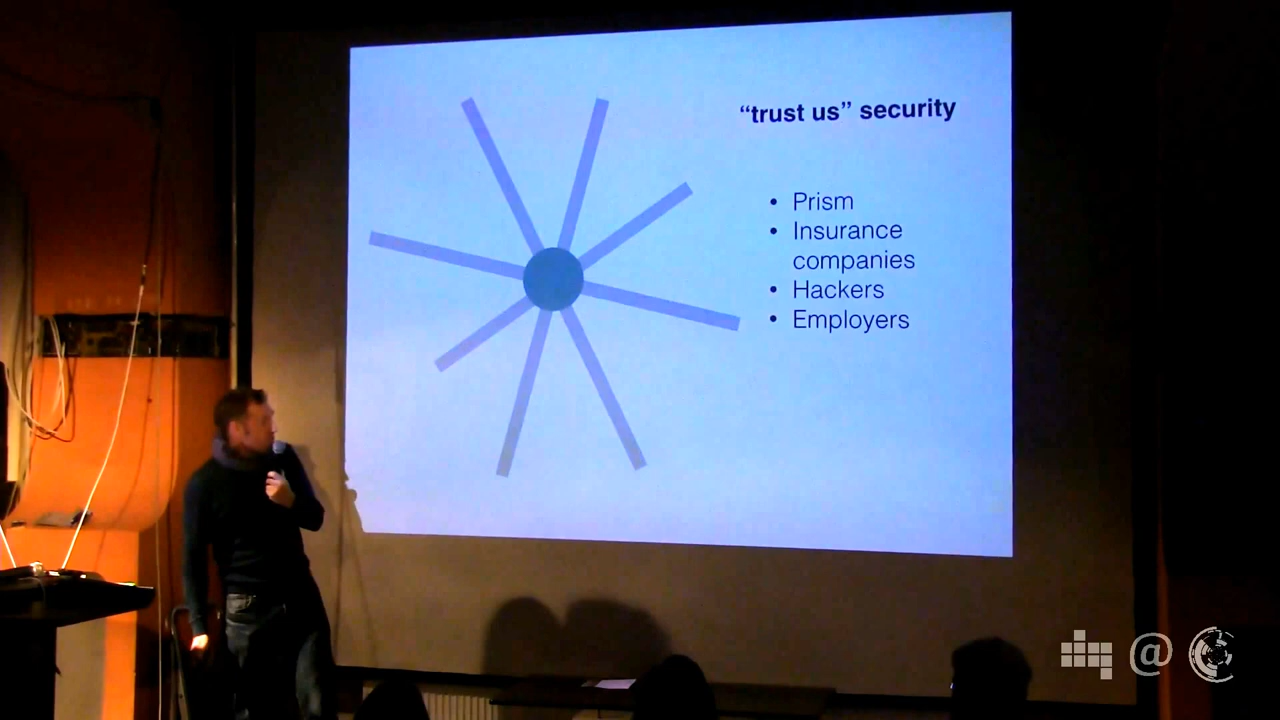 “trust us” security
• Prism
• Insurance
companies
• Hackers
• Employers
@